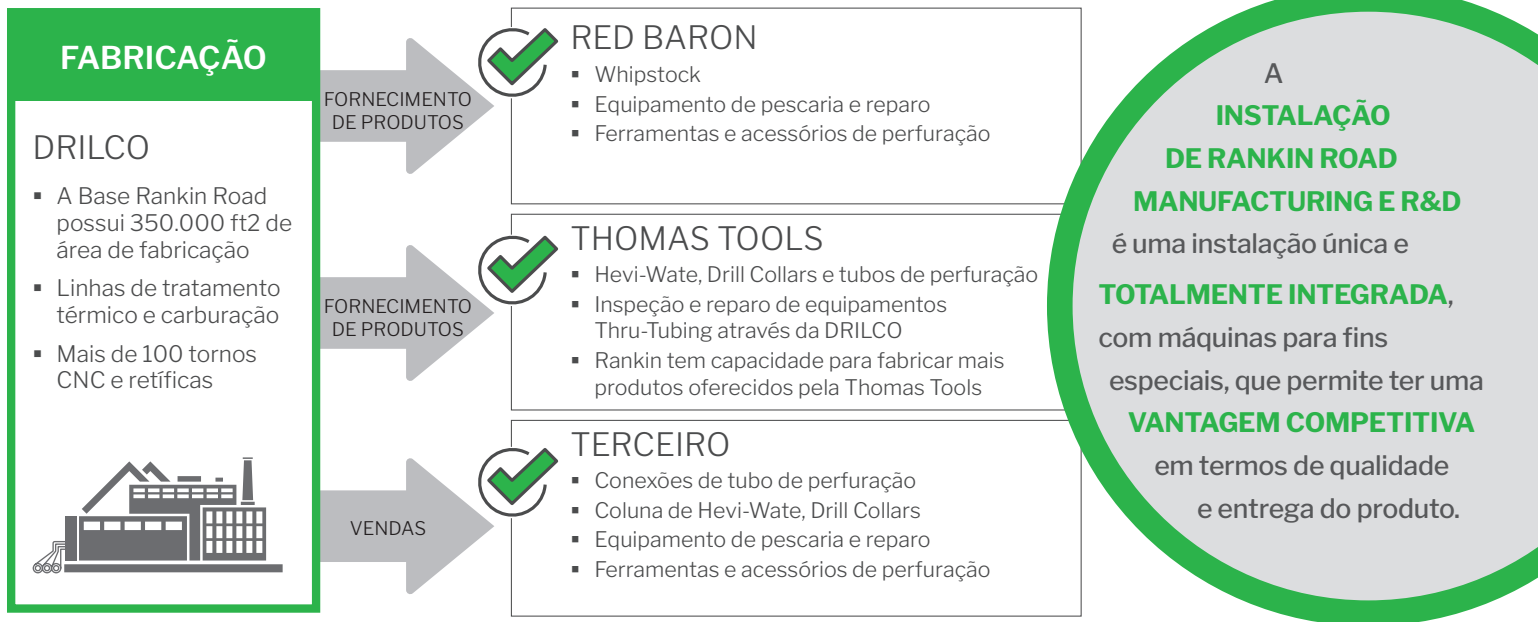 FABRICAÇÃO
DRILCO
▪ A Base Rankin Road
possui 350.000 ft2 de
área de fabricação
▪ Linhas de tratamento
térmico e carburação
▪ Mais de 100 tornos
CNC e retíficas
FORNECIMENTO
DE PRODUTOS
RED BARON
▪ Whipstock
▪ Equipamento de pescaria e reparo
▪ Ferramentas e acessórios de perfuração
FORNECIMENTO
DE PRODUTOS
THOMAS TOOLS
▪ Hevi-Wate, Drill Collars e tubos de perfuração
▪ Inspeção e reparo de equipamentos
Thru-Tubing através da DRILCO
▪ Rankin tem capacidade para fabricar mais
produtos oferecidos pela Thomas Tools
VENDAS
TERCEIRO
▪ Conexões de tubo de perfuração
▪ Coluna de Hevi-Wate, Drill Collars
▪ Equipamento de pescaria e reparo
▪ Ferramentas e acessórios de perfuração
A
INSTALAÇÃO
DE RANKIN ROAD
MANUFACTURING E R&D
é uma instalação única e
TOTALMENTE INTEGRADA,
com máquinas para fins
especiais, que permite ter uma
VANTAGEM COMPETITIVA
em termos de qualidade
e entrega do produto.